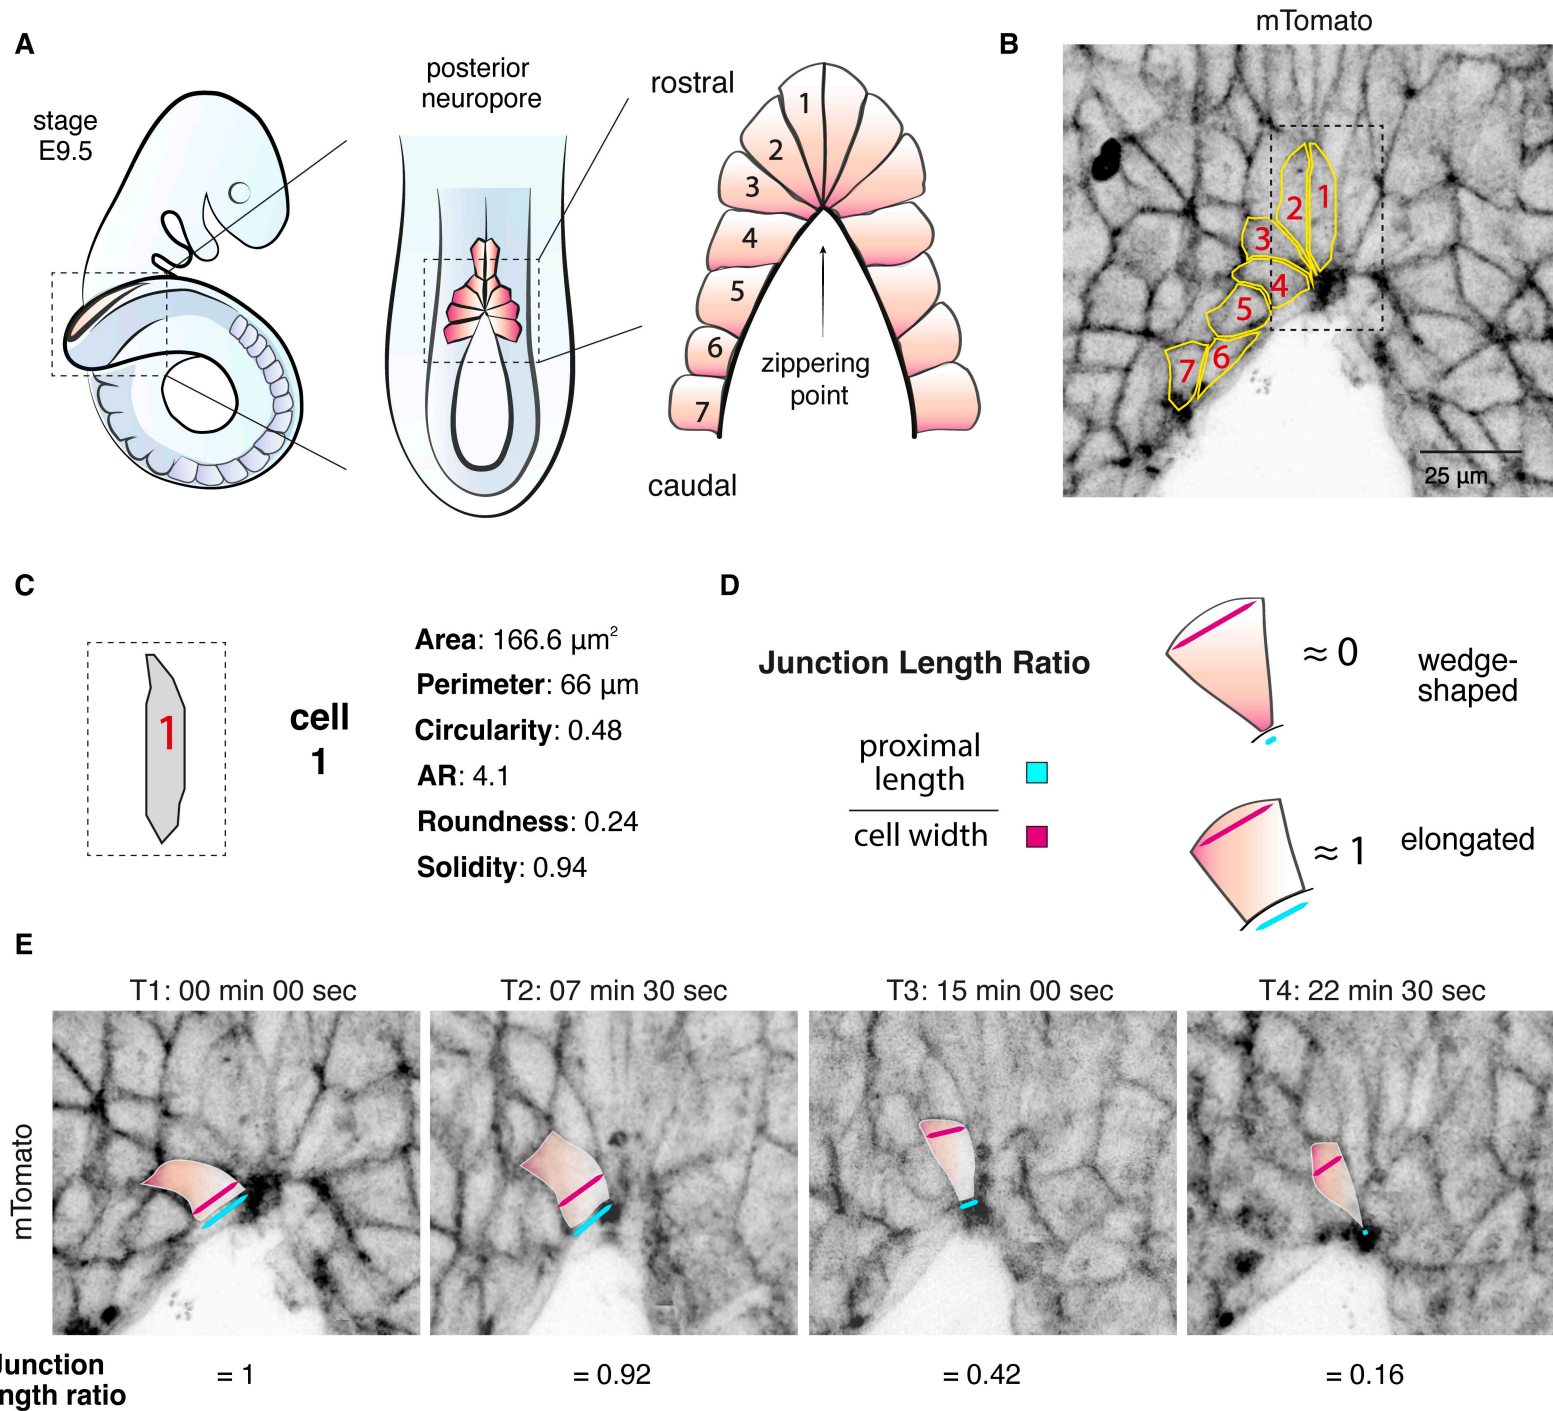 A
stage
E9.5
posterior
neuropore
rostral
1
2
3
4
5
6
7
zippering
point
caudal
B
mTomato
1
2
3
4
5
6
7
25 µm
C
1
cell
1
Area: 166.6 µm²
Perimeter: 66 µm
Circularity: 0.48
AR: 4.1
Roundness: 0.24
Solidity: 0.94
D
Junction Length Ratio
proximal
length
cell width
≈ 0
wedge-
shaped
≈ 1
elongated
E
T1: 00 min 00 sec
T2: 07 min 30 sec
T3: 15 min 00 sec
T4: 22 min 30 sec
mTomato
Junction
ngth ratio
= 1
= 0.92
= 0.42
= 0.16